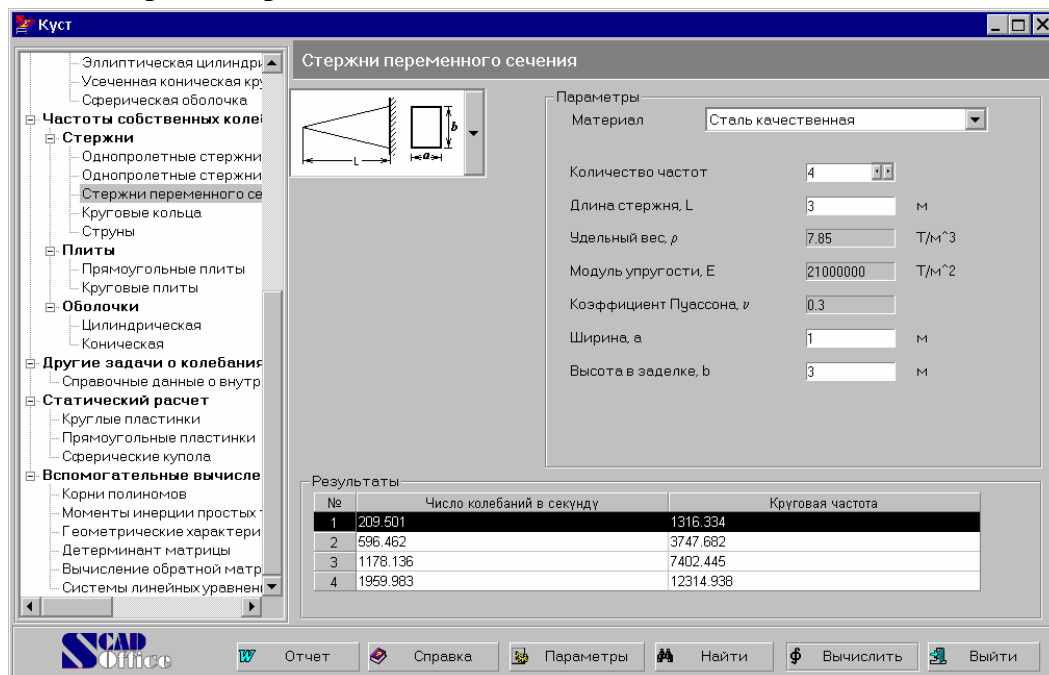 Куст
Эллиптическая цилиндри
Усеченная коническая кру
Сферическая оболочка
Частоты собственных колеб
Стержни
Однопролетные стержни
Однопролетные стержни
Стержни переменного се
Круговые кольца
Струны
Плиты
Прямоугольные плиты
Круговые плиты
Оболочки
Цилиндрическая
Коническая
Другие задачи о колебания
Справочные данные о внутр
Статический расчет
Круглые пластинки
Прямоугольные пластинки
Сферические купола
Вспомогательные вычисле
Корни полиномов
Моменты инерции простых
Геометрические характери
Детерминант матрицы
Вычисление обратной матр
Системы линейных уравнени
Стержни переменного сечения
L
a
b
Параметры
Материал Сталь качественная
Количество частот 4
Длина стержня, L 3 м
Удельный вес, ρ 7.85 Т/м^3
Модуль упругости, E 21000000 Т/м^2
Коэффициент Пуассона, ν 0.3
Ширина, a 1 м
Высота в заделке, b 3 м
Результаты
№ Число колебаний в секунду Круговая частота
1 209.501 1316.334
2 596.462 3747.682
3 1178.136 7402.445
4 1959.983 12314.938
SCAD Office
Отчет Справка Параметры Найти Вычислить Выйти